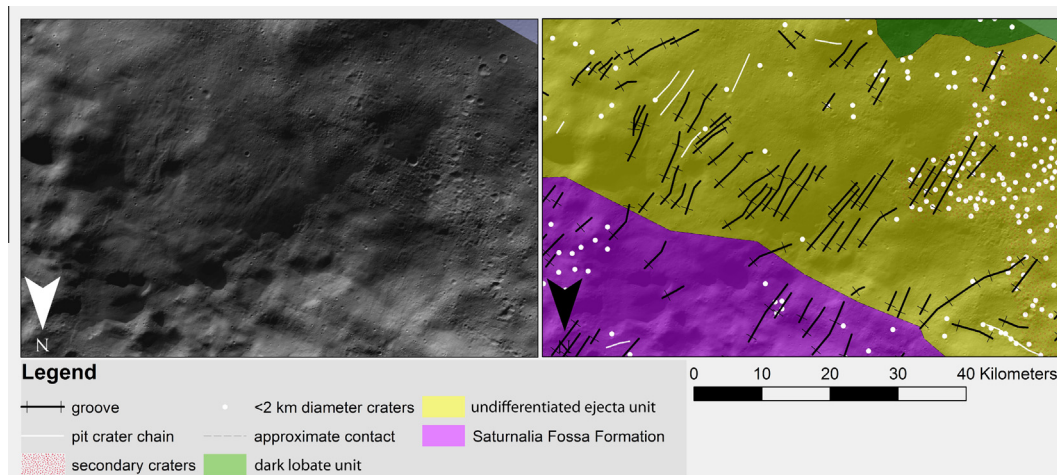 N
N
Legend
groove
<2 km diameter craters
undifferentiated ejecta unit
pit crater chain
approximate contact
Saturnalia Fossa Formation
secondary craters
dark lobate unit
0 10 20 30 40 Kilometers